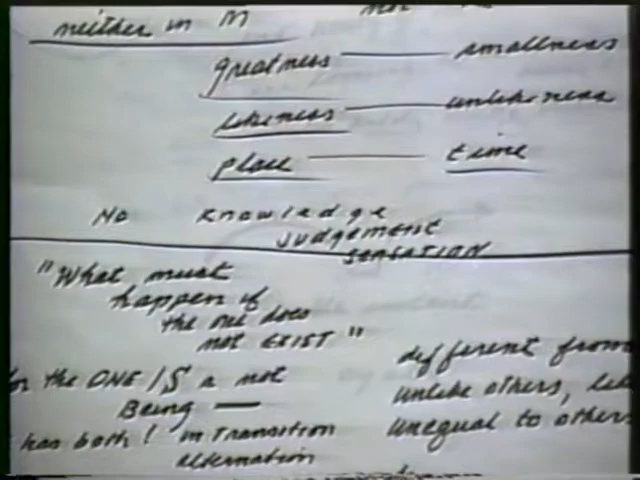 neither in M
greatness — smallness
likeness — unlikeness
place — time
No knowledge
judgement
sensation
"What must
happen if
the one does
not EXIST"
for the ONE IS a not
Being —
has both! in Transition
alternation
different from
unlike others,
unequal to others